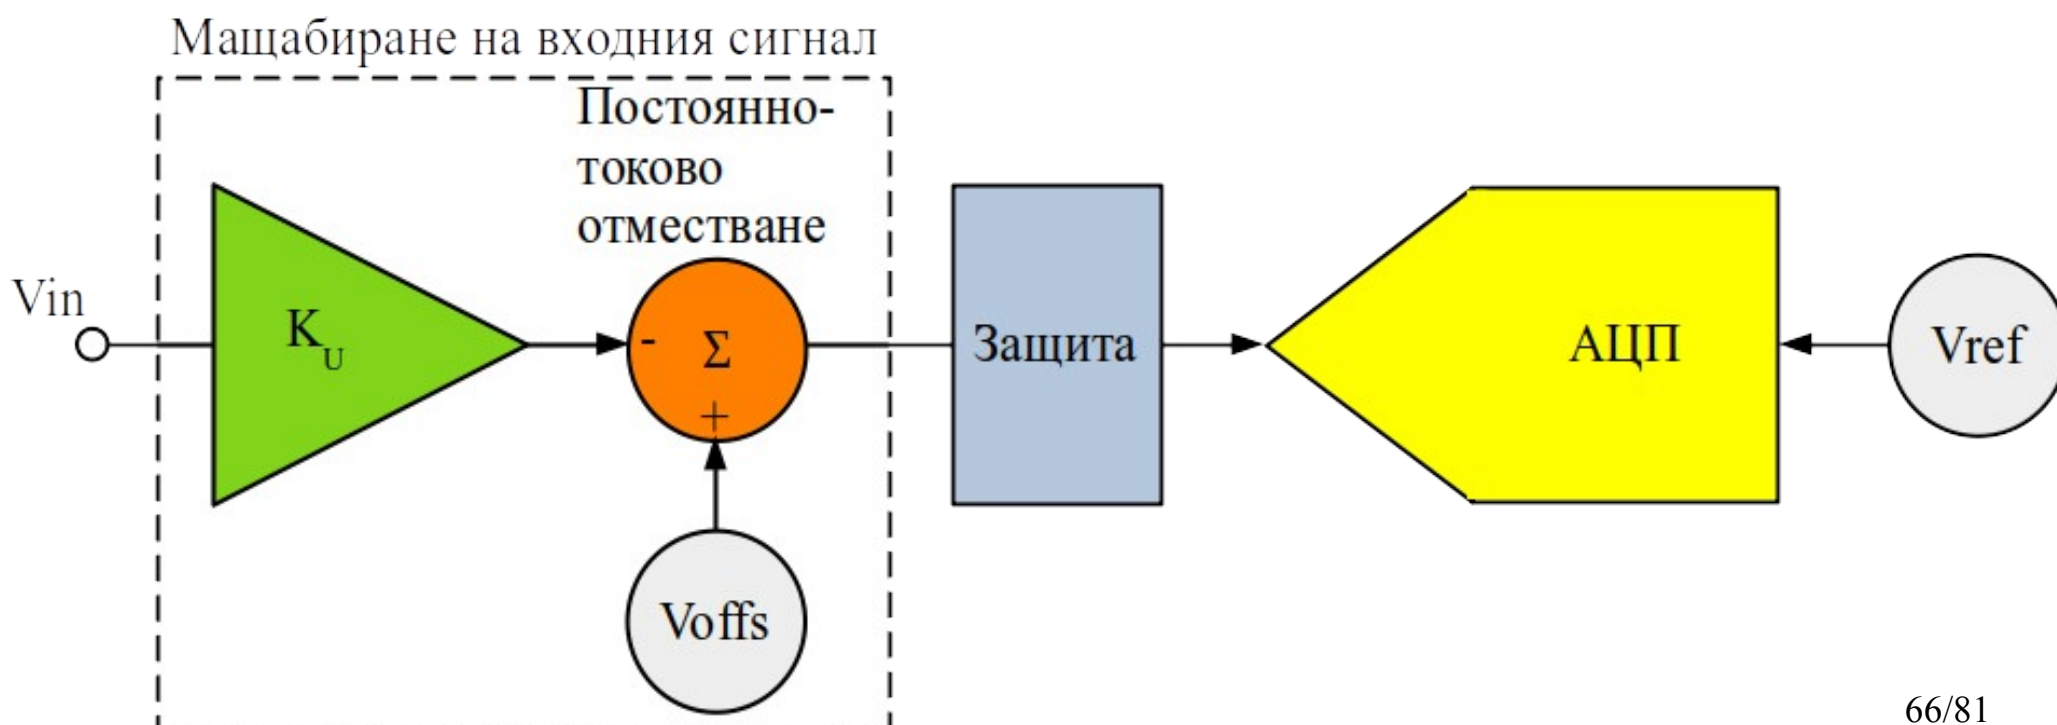 Мащабиране на входния сигнал
Постоянно-
токово
отместване
Vin
K
U
-
Σ
+
Защита
АЦП
Vref
Voffs
66/81